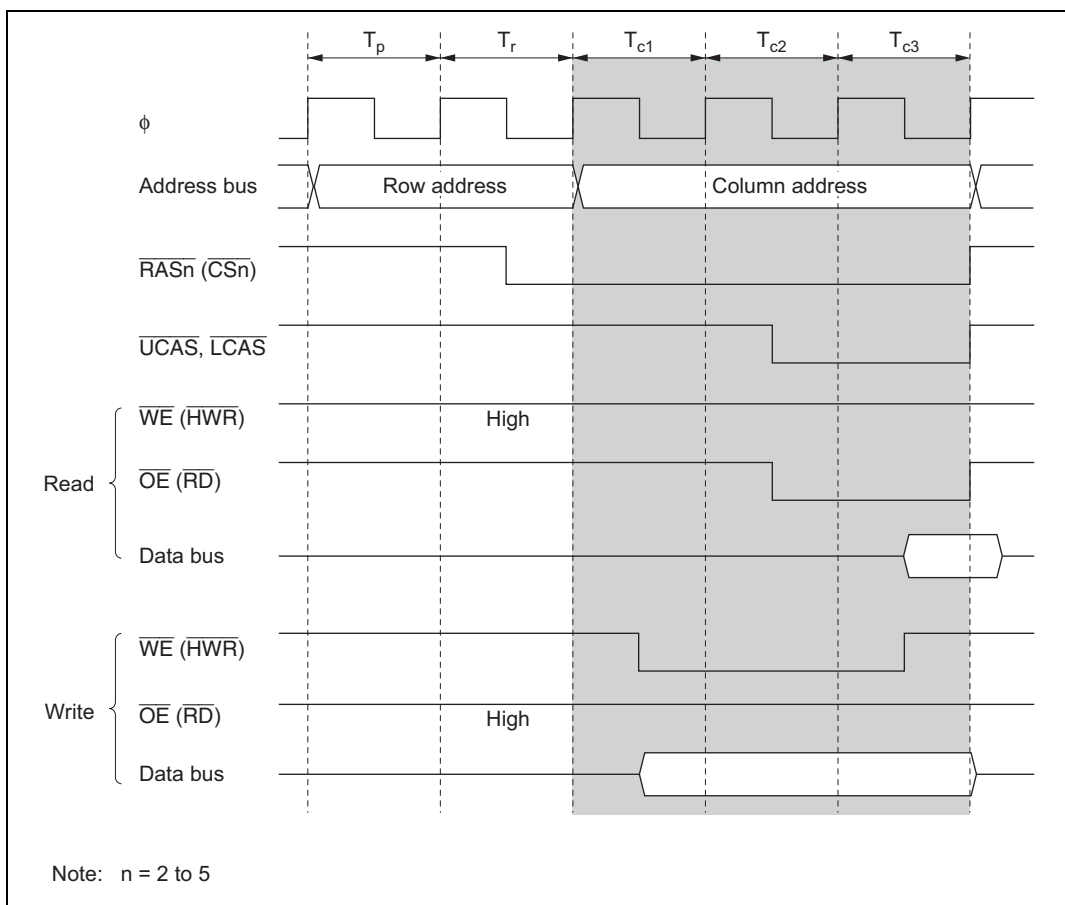 Tp Tr Tc1 Tc2 Tc3
ϕ
Address bus Row address Column address
RASn (CSn)
UCAS, LCAS
WE (HWR) High
Read OE (RD)
Data bus
WE (HWR)
Write OE (RD) High
Data bus
Note: n = 2 to 5